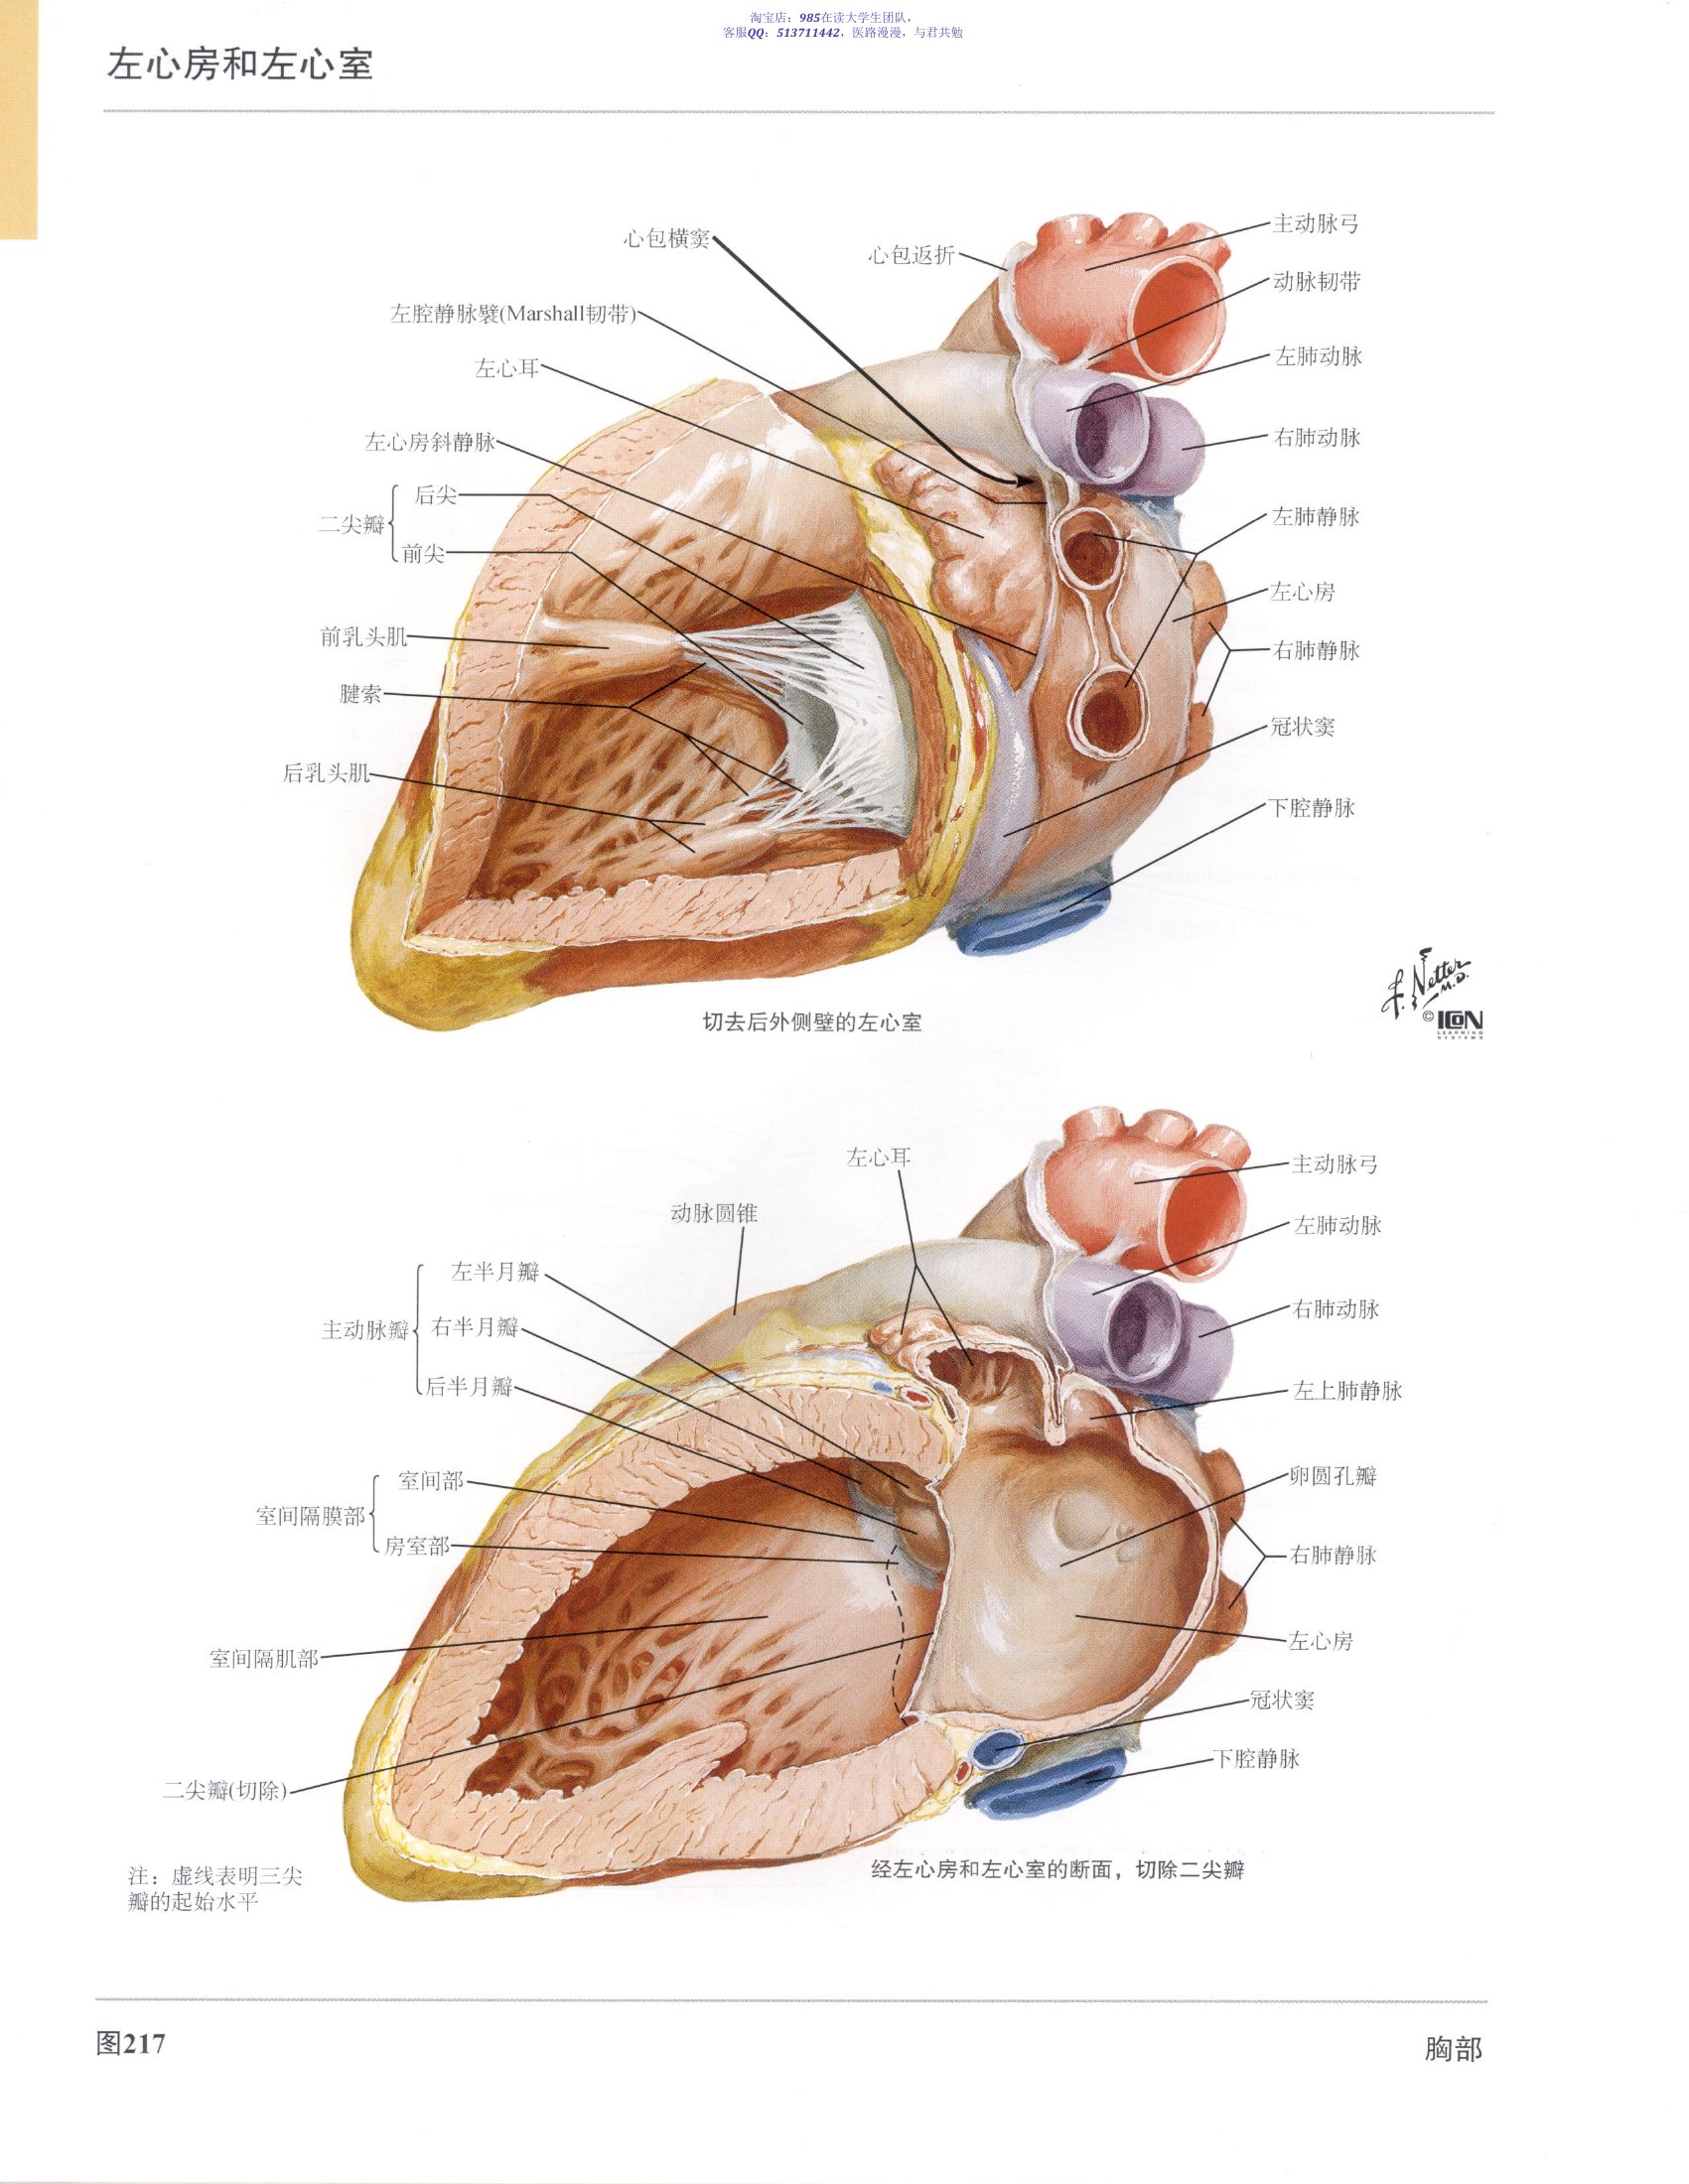 淘宝店：985在读大学生团队，
客服QQ：513711442，医路漫漫，与君共勉
左心房和左心室
心包横窦
心包返折
主动脉弓
动脉韧带
左腔静脉襞(Marshall韧带)
左心耳
左肺动脉
左心房斜静脉
右肺动脉
二尖瓣
后尖
前尖
左肺静脉
左心房
前乳头肌
右肺静脉
腱索
冠状窦
后乳头肌
下腔静脉
F. Netter M.D.
© ICON
LEARNING
SYSTEMS
切去后外侧壁的左心室
左心耳
主动脉弓
动脉圆锥
左肺动脉
主动脉瓣
左半月瓣
右半月瓣
后半月瓣
右肺动脉
左上肺静脉
室间隔膜部
室间部
房室部
卵圆孔瓣
右肺静脉
室间隔肌部
左心房
冠状窦
二尖瓣(切除)
下腔静脉
经左心房和左心室的断面，切除二尖瓣
注：虚线表明三尖
瓣的起始水平
图217
胸部